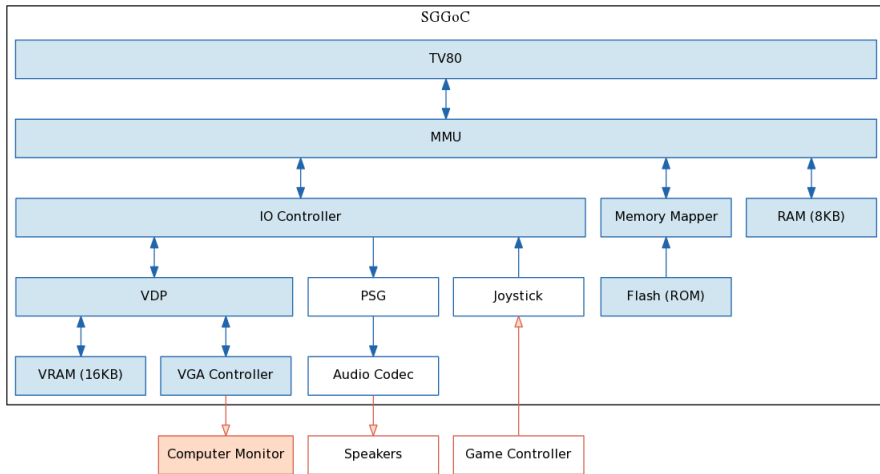 SGGoC
TV80
MMU
IO Controller
Memory Mapper
RAM (8KB)
VDP
PSG
Joystick
Flash (ROM)
VRAM (16KB)
VGA Controller
Audio Codec
Computer Monitor
Speakers
Game Controller